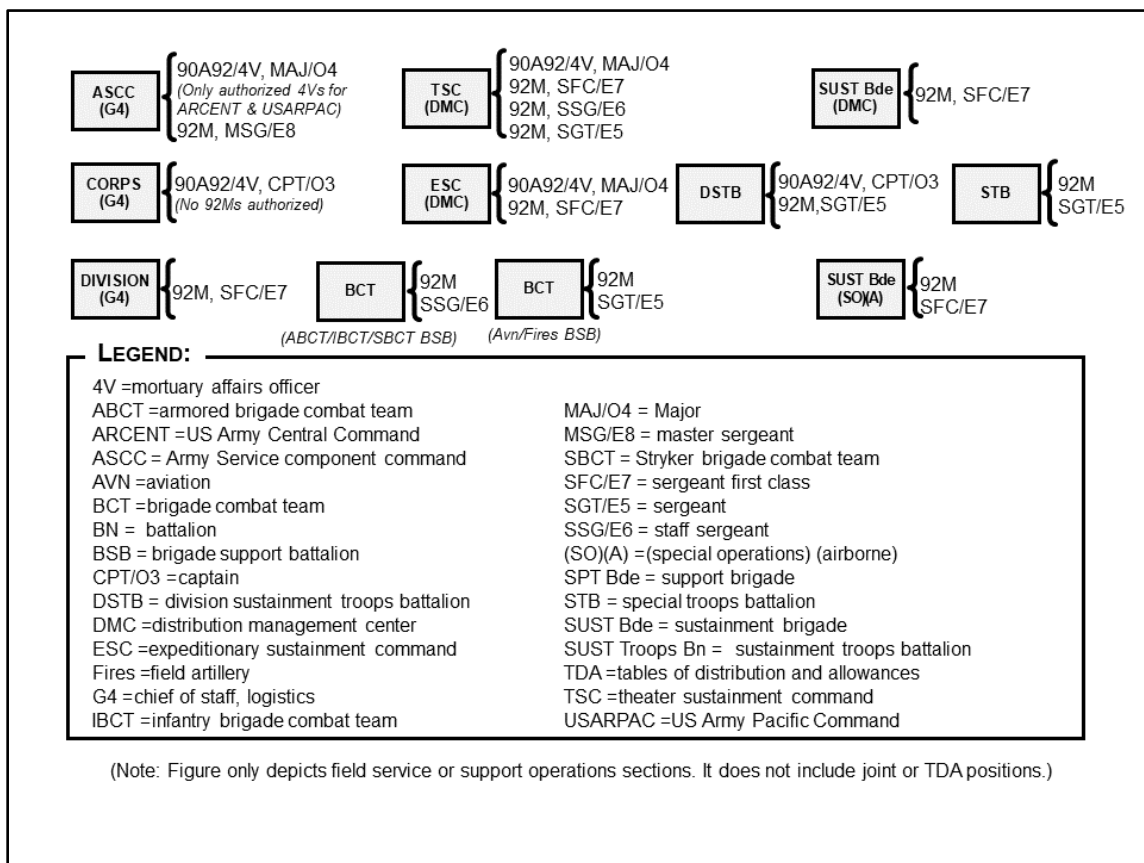 ASCC
(G4)
90A92/4V, MAJ/O4
(Only authorized 4Vs for
ARCENT & USARPAC)
92M, MSG/E8
TSC
(DMC)
90A92/4V, MAJ/O4
92M, SFC/E7
92M, SSG/E6
92M, SGT/E5
SUST Bde
(DMC)
92M, SFC/E7
CORPS
(G4)
90A92/4V, CPT/O3
(No 92Ms authorized)
ESC
(DMC)
90A92/4V, MAJ/O4
92M, SFC/E7
DSTB
90A92/4V, CPT/O3
92M,SGT/E5
STB
92M
SGT/E5
DIVISION
(G4)
92M, SFC/E7
BCT
92M
SSG/E6
(ABCT/IBCT/SBCT BSB)
BCT
92M
SGT/E5
(Avn/Fires BSB)
SUST Bde
(SO)(A)
92M
SFC/E7
LEGEND:
4V =mortuary affairs officer
ABCT =armored brigade combat team
ARCENT =US Army Central Command
ASCC = Army Service component command
AVN =aviation
BCT =brigade combat team
BN = battalion
BSB = brigade support battalion
CPT/O3 =captain
DSTB = division sustainment troops battalion
DMC =distribution management center
ESC =expeditionary sustainment command
Fires =field artillery
G4 =chief of staff, logistics
IBCT =infantry brigade combat team
MAJ/O4 = Major
MSG/E8 = master sergeant
SBCT = Stryker brigade combat team
SFC/E7 = sergeant first class
SGT/E5 = sergeant
SSG/E6 = staff sergeant
(SO)(A) =(special operations) (airborne)
SPT Bde = support brigade
STB = special troops battalion
SUST Bde = sustainment brigade
SUST Troops Bn = sustainment troops battalion
TDA =tables of distribution and allowances
TSC =theater sustainment command
USARPAC =US Army Pacific Command
(Note: Figure only depicts field service or support operations sections. It does not include joint or TDA positions.)